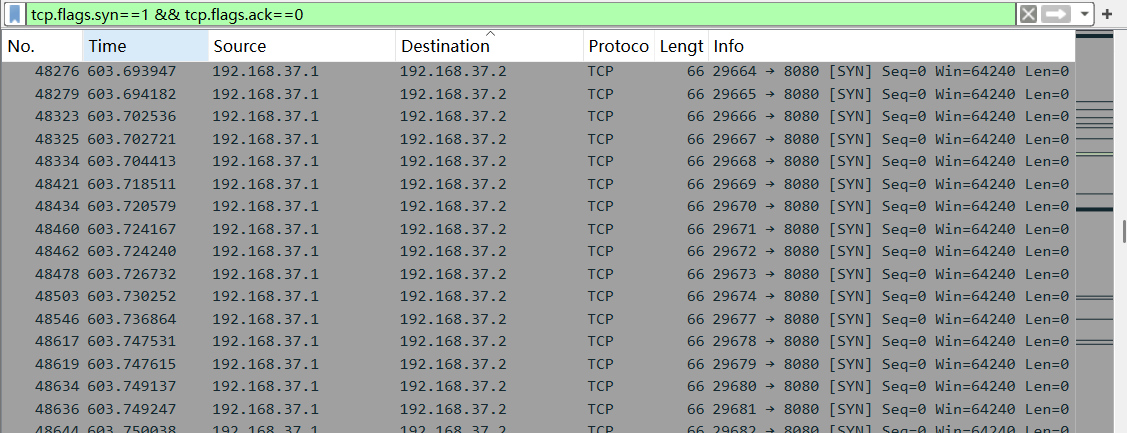 tcp.flags.syn==1 && tcp.flags.ack==0
No. Time Source Destination Protoco Lengt Info
48276 603.693947 192.168.37.1 192.168.37.2 TCP 66 29664 → 8080 [SYN] Seq=0 Win=64240 Len=0
48279 603.694182 192.168.37.1 192.168.37.2 TCP 66 29665 → 8080 [SYN] Seq=0 Win=64240 Len=0
48323 603.702536 192.168.37.1 192.168.37.2 TCP 66 29666 → 8080 [SYN] Seq=0 Win=64240 Len=0
48325 603.702721 192.168.37.1 192.168.37.2 TCP 66 29667 → 8080 [SYN] Seq=0 Win=64240 Len=0
48334 603.704413 192.168.37.1 192.168.37.2 TCP 66 29668 → 8080 [SYN] Seq=0 Win=64240 Len=0
48421 603.718511 192.168.37.1 192.168.37.2 TCP 66 29669 → 8080 [SYN] Seq=0 Win=64240 Len=0
48434 603.720579 192.168.37.1 192.168.37.2 TCP 66 29670 → 8080 [SYN] Seq=0 Win=64240 Len=0
48460 603.724167 192.168.37.1 192.168.37.2 TCP 66 29671 → 8080 [SYN] Seq=0 Win=64240 Len=0
48462 603.724240 192.168.37.1 192.168.37.2 TCP 66 29672 → 8080 [SYN] Seq=0 Win=64240 Len=0
48478 603.726732 192.168.37.1 192.168.37.2 TCP 66 29673 → 8080 [SYN] Seq=0 Win=64240 Len=0
48503 603.730252 192.168.37.1 192.168.37.2 TCP 66 29674 → 8080 [SYN] Seq=0 Win=64240 Len=0
48546 603.736864 192.168.37.1 192.168.37.2 TCP 66 29677 → 8080 [SYN] Seq=0 Win=64240 Len=0
48617 603.747531 192.168.37.1 192.168.37.2 TCP 66 29678 → 8080 [SYN] Seq=0 Win=64240 Len=0
48619 603.747615 192.168.37.1 192.168.37.2 TCP 66 29679 → 8080 [SYN] Seq=0 Win=64240 Len=0
48634 603.749137 192.168.37.1 192.168.37.2 TCP 66 29680 → 8080 [SYN] Seq=0 Win=64240 Len=0
48636 603.749247 192.168.37.1 192.168.37.2 TCP 66 29681 → 8080 [SYN] Seq=0 Win=64240 Len=0
48644 603.750038 192.168.37.1 192.168.37.2 TCP 66 29682 → 8080 [SYN] Seq=0 Win=64240 Len=0